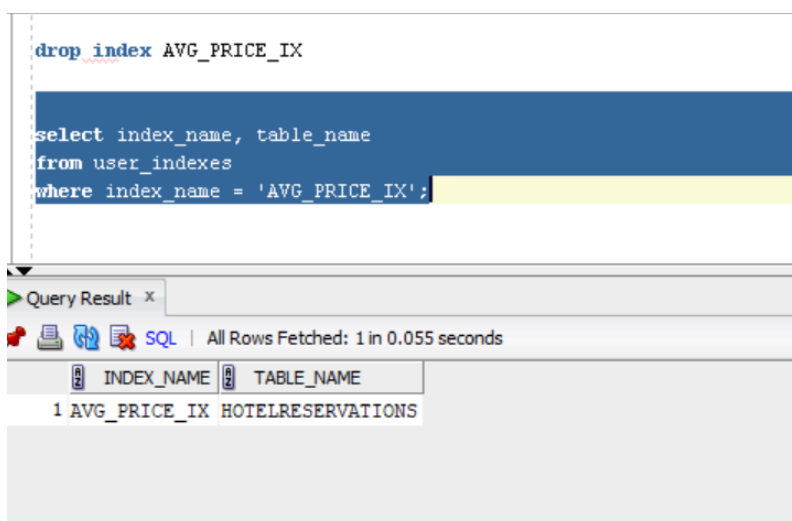 drop index AVG_PRICE_IX
select index_name, table_name
from user_indexes
where index_name = 'AVG_PRICE_IX';
Query Result x
SQL | All Rows Fetched: 1 in 0.055 seconds
INDEX_NAME TABLE_NAME
1 AVG_PRICE_IX HOTELRESERVATIONS